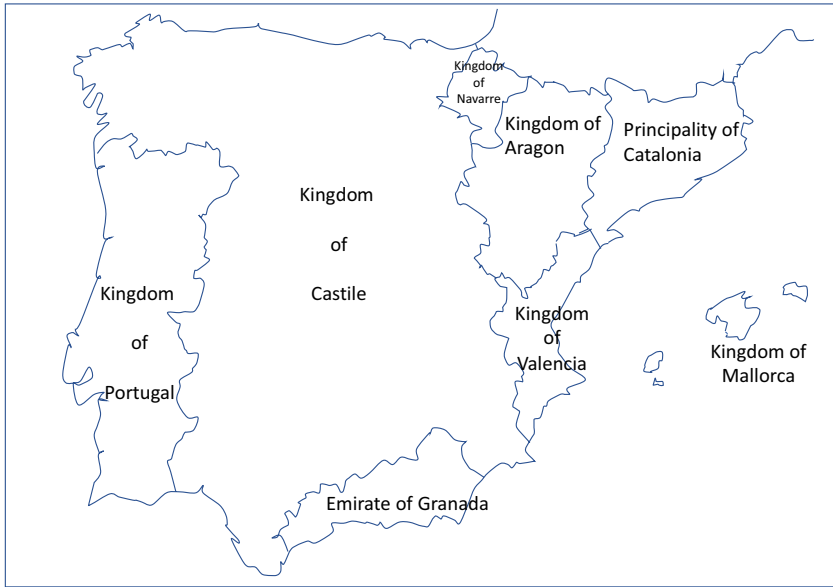 Kingdom
of
Navarre
Kingdom of
Aragon
Principality of
Catalonia
Kingdom
of
Castile
Kingdom
of
Portugal
Kingdom
of
Valencia
Kingdom of
Mallorca
Emirate of Granada